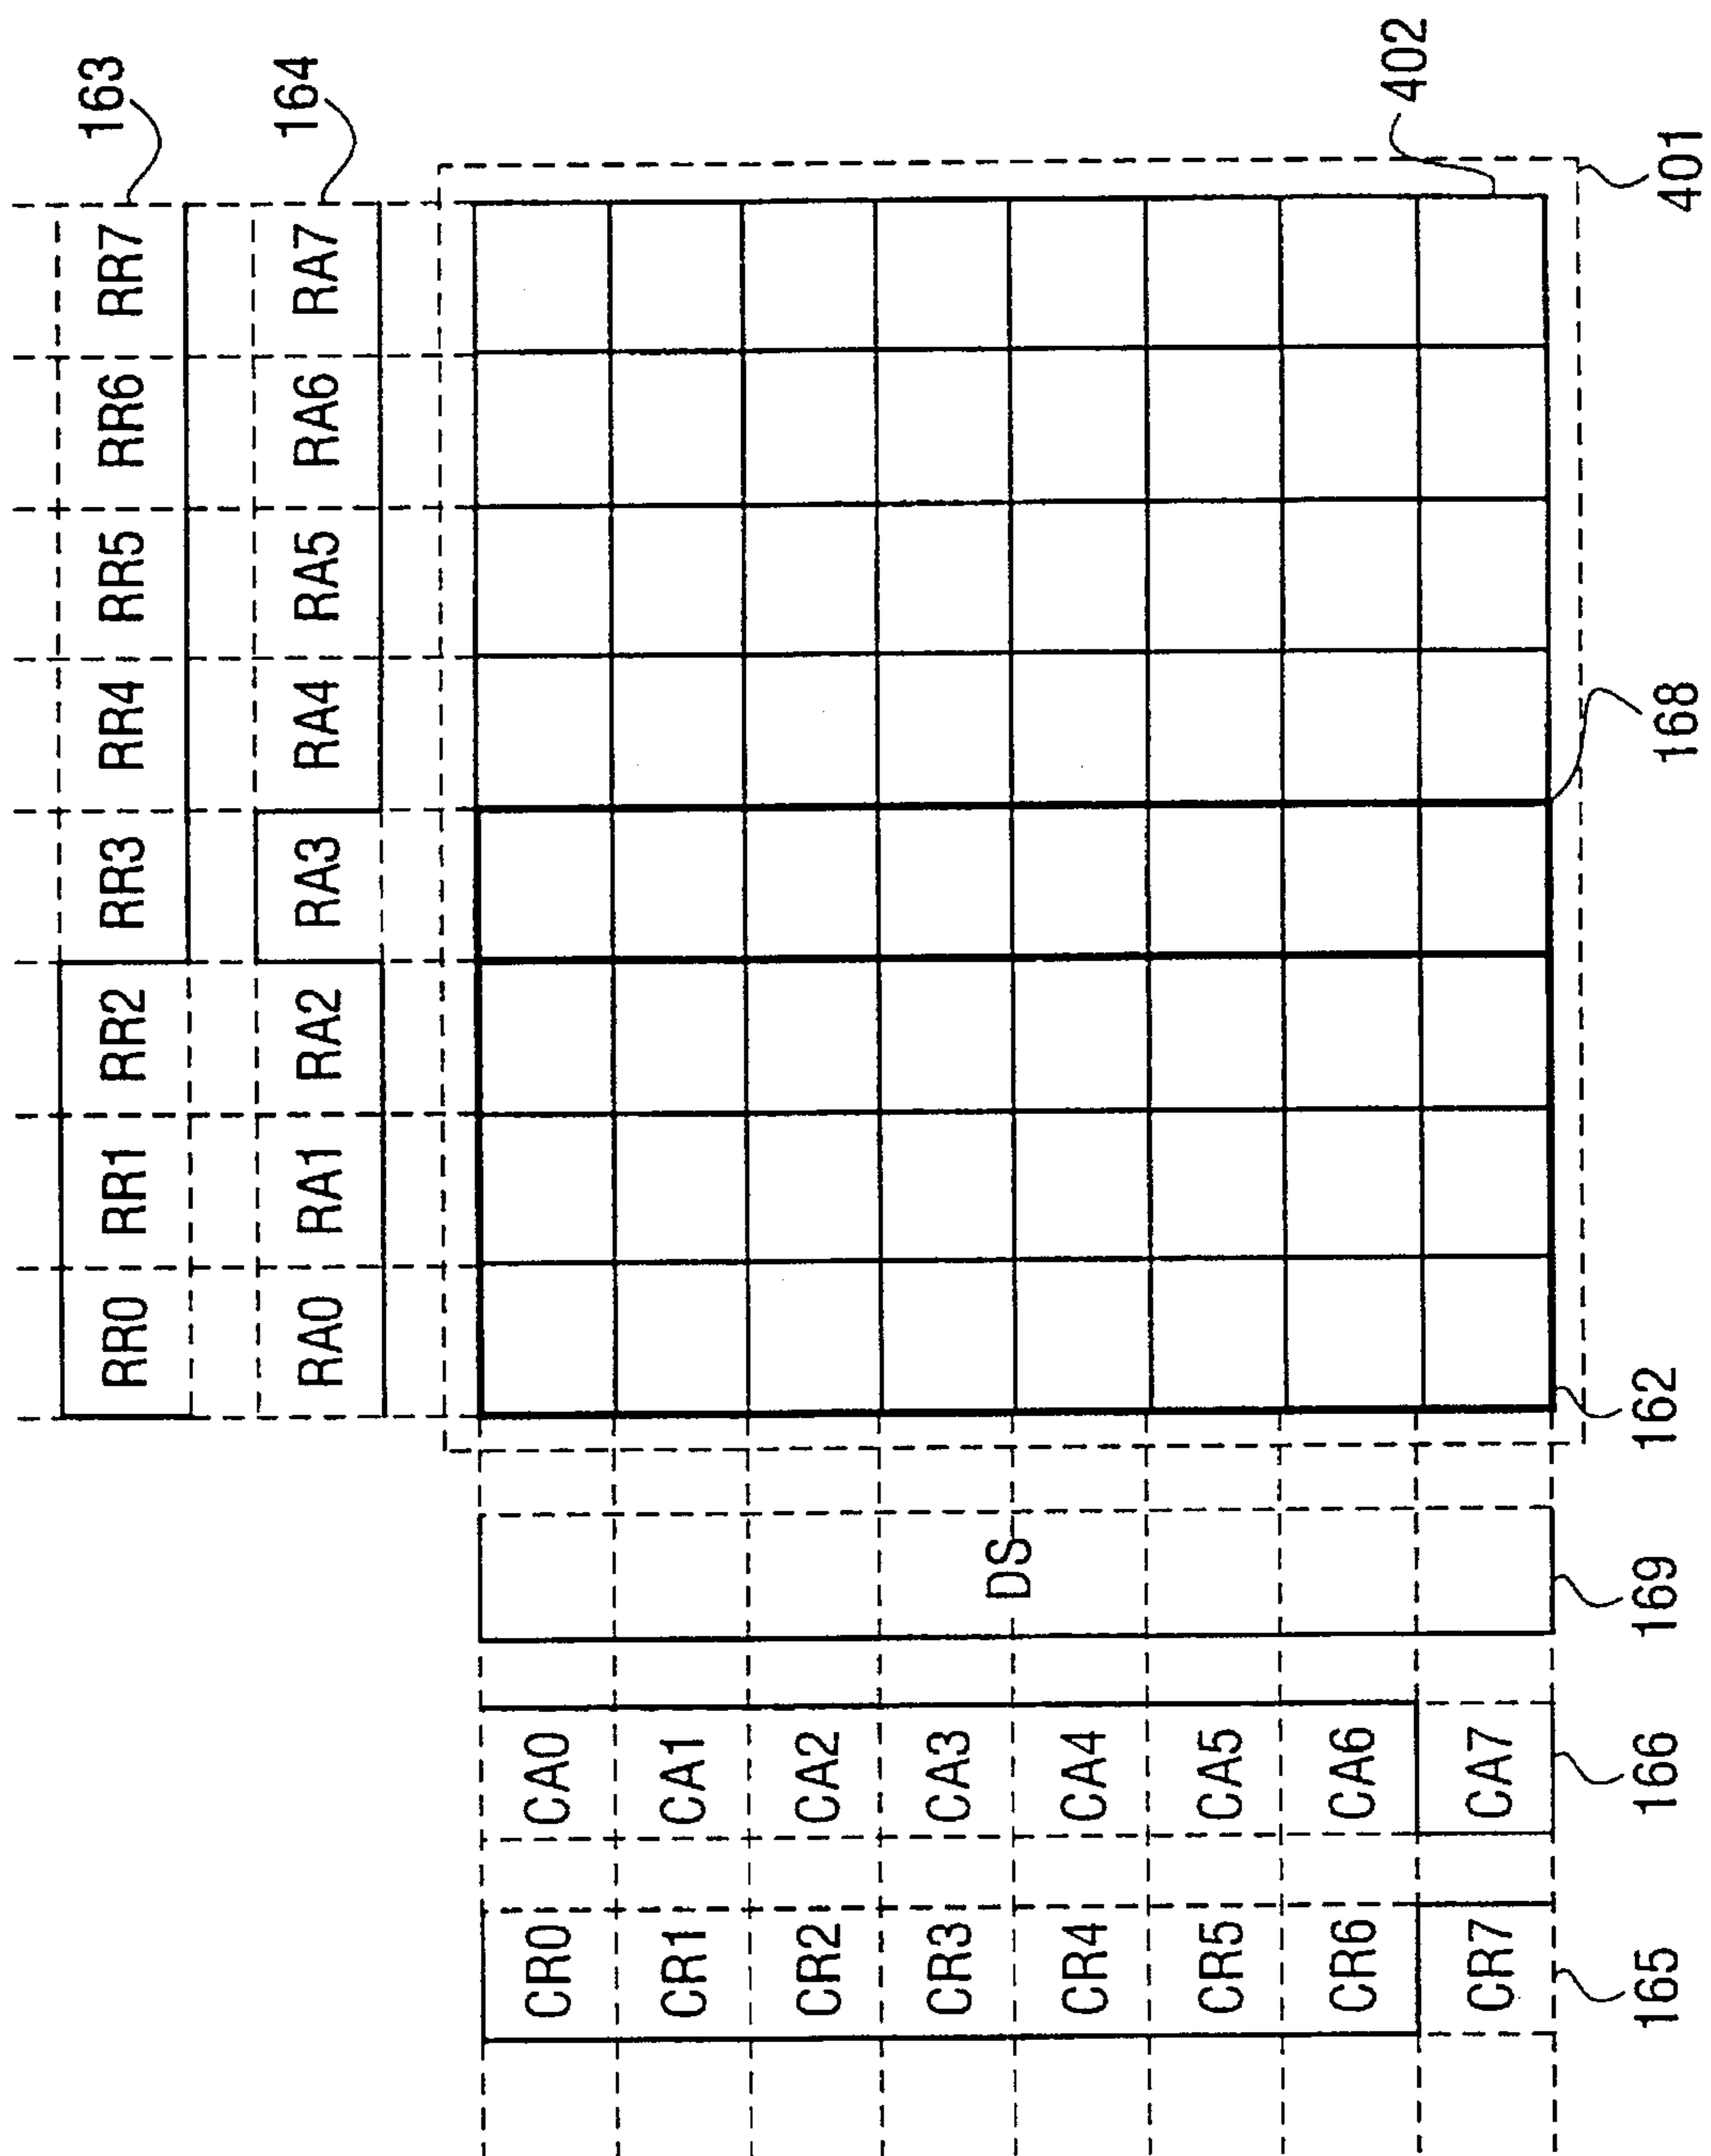 RR0 RR1 RR2 RR3 RR4 RR5 RR6 RR7 163
RA0 RA1 RA2 RA3 RA4 RA5 RA6 RA7 164
CR0 CA0
CR1 CA1
CR2 CA2
CR3 CA3
DS
CR4 CA4
CR5 CA5
CR6 CA6
402
CR7 CA7
165 166 169 162 168 401